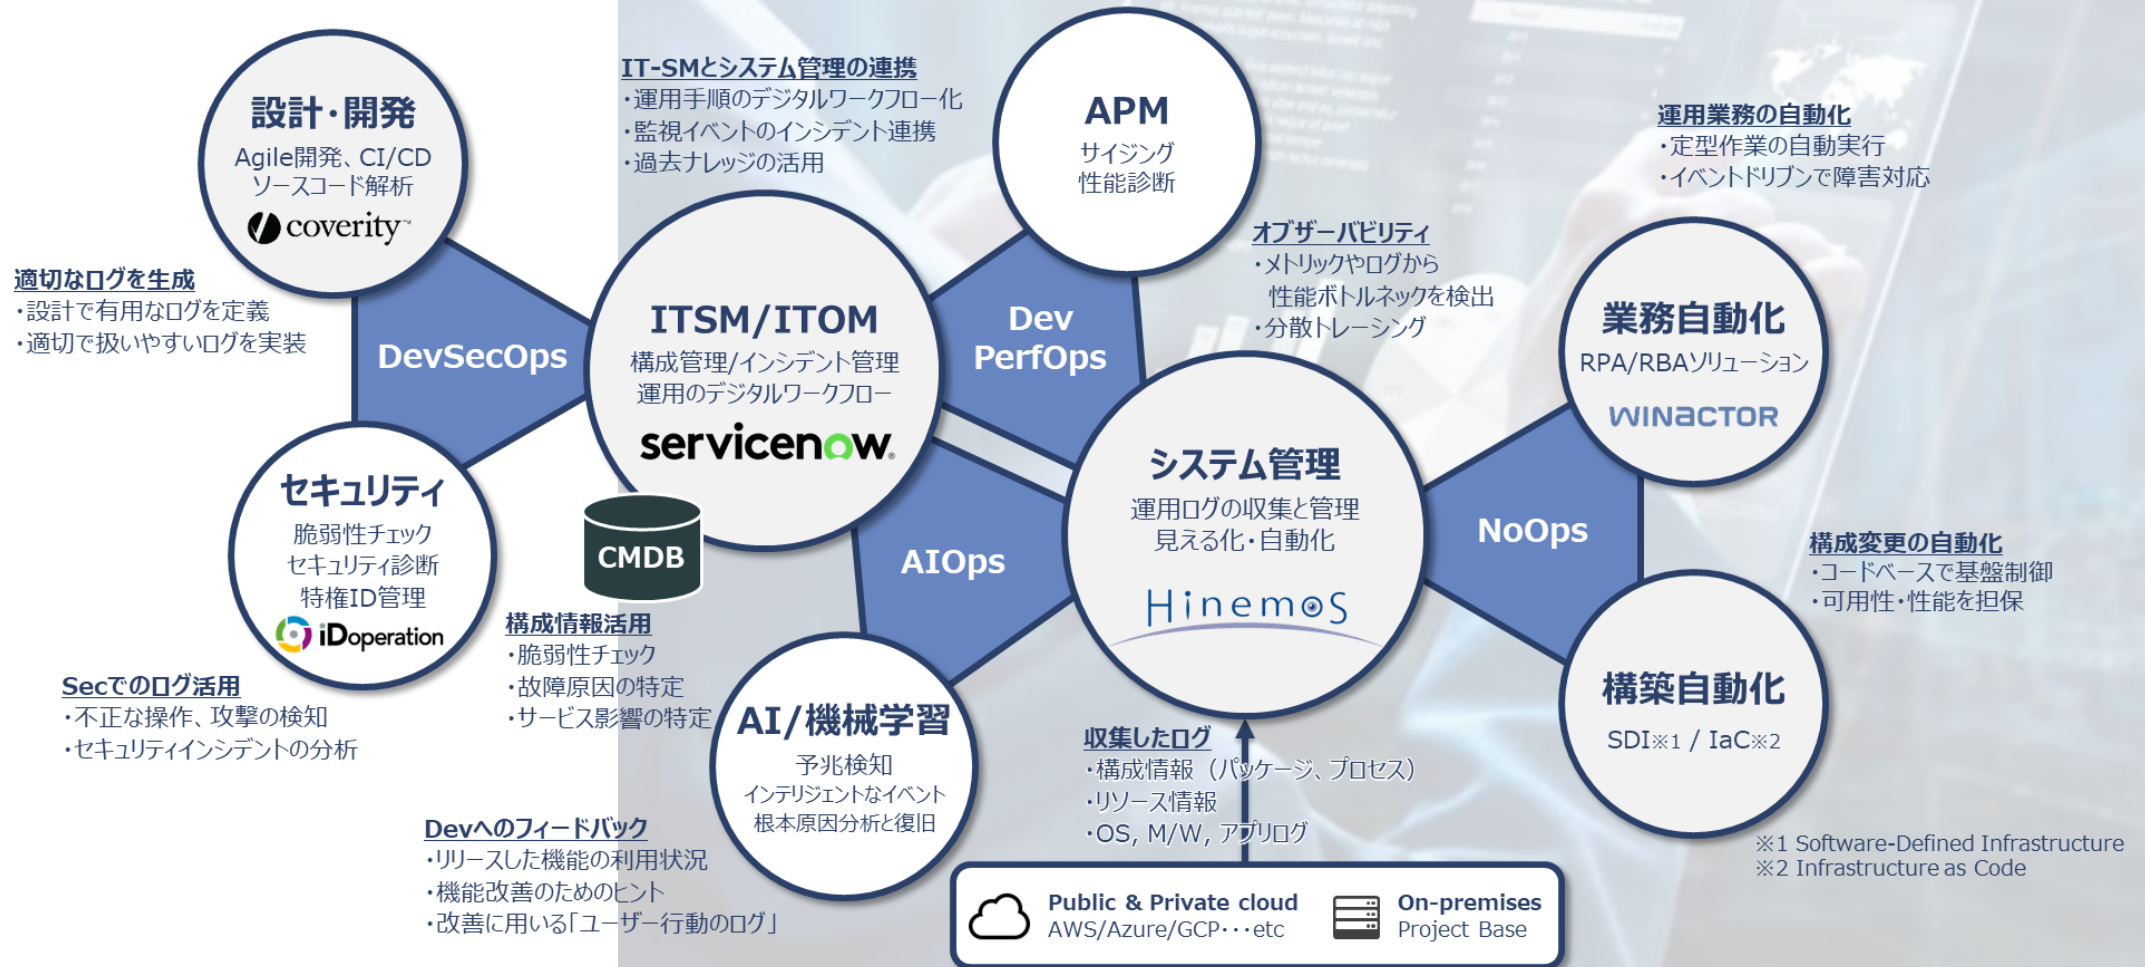 設計・開発
Agile開発、CI/CD
ソースコード解析
coverity™
適切なログを生成
・設計で有用なログを定義
・適切で扱いやすいログを実装
DevSecOps
セキュリティ
脆弱性チェック
セキュリティ診断
特権ID管理
iDoperation
Secでのログ活用
・不正な操作、攻撃の検知
・セキュリティインシデントの分析
IT-SMとシステム管理の連携
・運用手順のデジタルワークフロー化
・監視イベントのインシデント連携
・過去ナレッジの活用
ITSM/ITOM
構成管理/インシデント管理
運用のデジタルワークフロー
servicenow®
CMDB
構成情報活用
・脆弱性チェック
・故障原因の特定
・サービス影響の特定
APM
サイジング
性能診断
Dev
PerfOps
オブザーバビリティ
・メトリックやログから
性能ボトルネックを検出
・分散トレーシング
AIOps
AI/機械学習
予兆検知
インテリジェントなイベント
根本原因分析と復旧
Devへのフィードバック
・リリースした機能の利用状況
・機能改善のためのヒント
・改善に用いる「ユーザー行動のログ」
システム管理
運用ログの収集と管理
見える化・自動化
Hinemos
収集したログ
・構成情報（パッケージ、プロセス）
・リソース情報
・OS, M/W, アプリログ
Public & Private cloud
AWS/Azure/GCP・・・etc
On-premises
Project Base
NoOps
運用業務の自動化
・定型作業の自動実行
・イベントドリブンで障害対応
業務自動化
RPA/RBAソリューション
WINACTOR
構成変更の自動化
・コードベースで基盤制御
・可用性・性能を担保
構築自動化
SDI※1 / IaC※2
※1 Software-Defined Infrastructure
※2 Infrastructure as Code